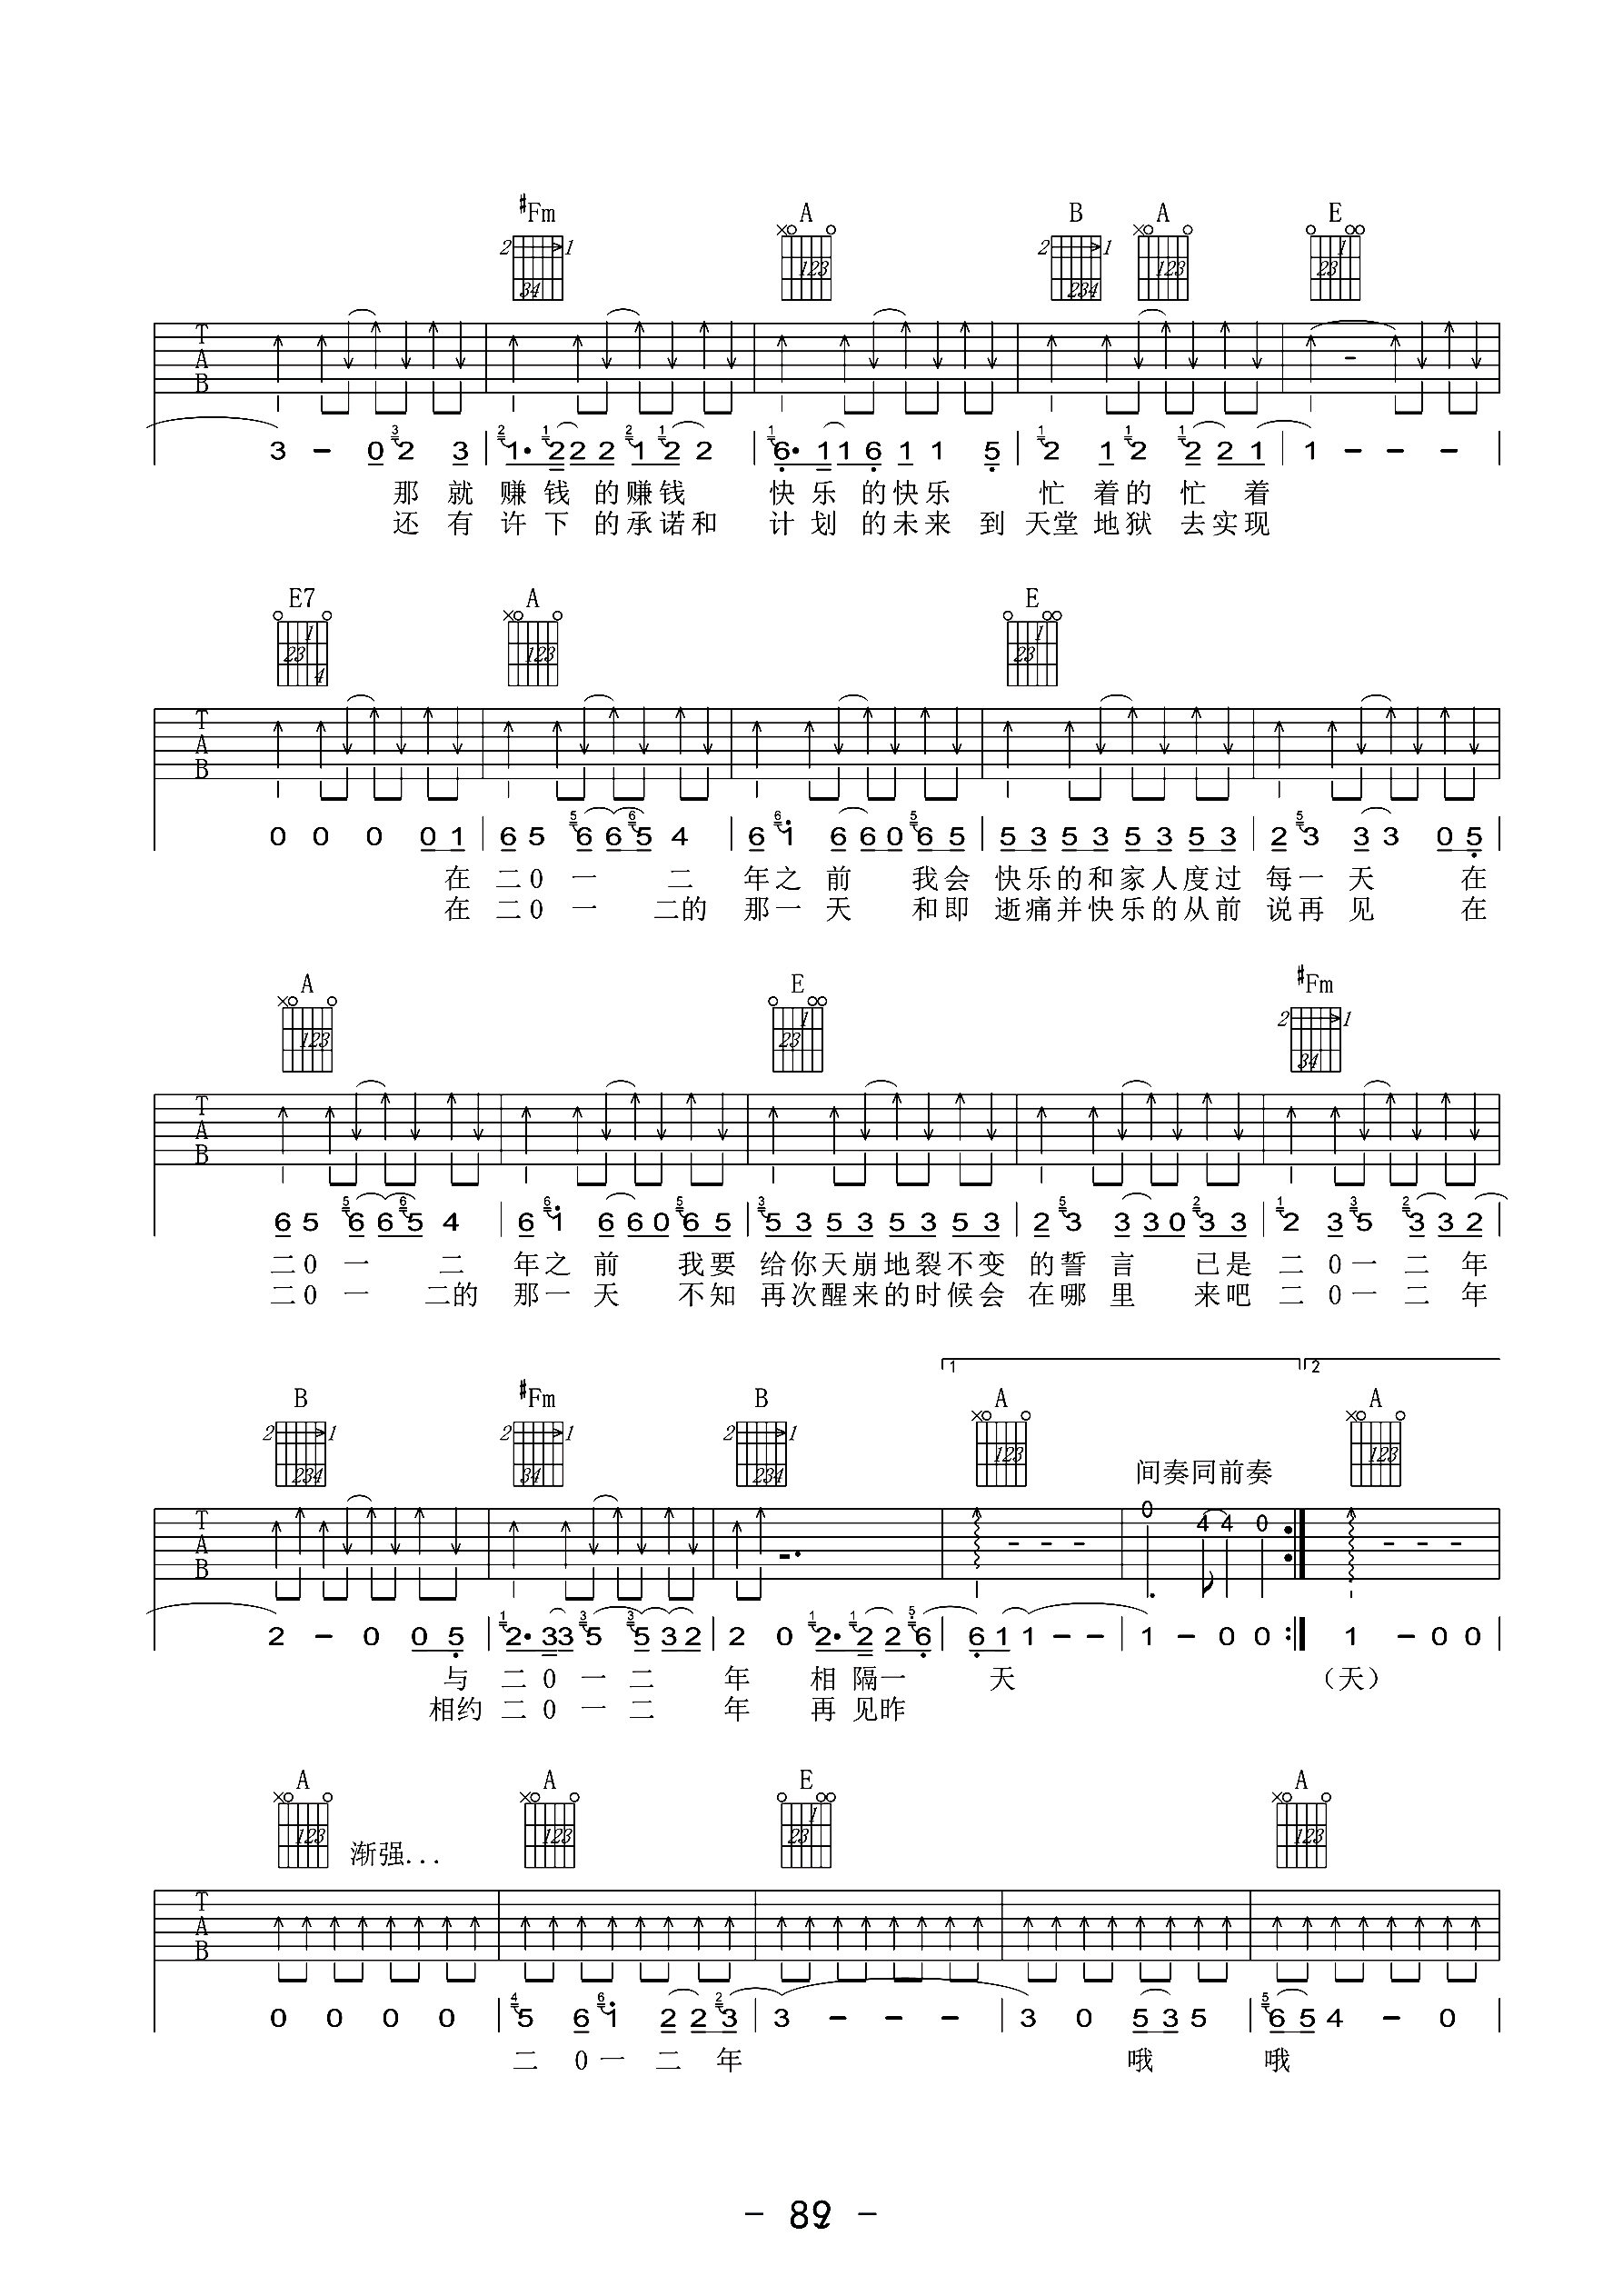 #Fm A B A E
3 - 0 2 3 1· 2 2 2 1 2 2 6· 1 1 6 1 1 5 2 1 2 2 2 1 1 - - -
那 就 赚 钱 的 赚 钱 快 乐 的 快 乐 忙 着 的 忙 着
还 有 许 下 的 承 诺 和 计 划 的 未 来 到 天 堂 地 狱 去 实 现
E7 A E
0 0 0 0 1 6 5 6 6 5 4 6 1 6 6 0 6 5 5 3 5 3 5 3 5 3 2 3 3 3 0 5
在 二 0 一 二 年 之 前 我 会 快 乐 的 和 家 人 度 过 每 一 天 在
在 二 0 一 二 的 那 一 天 和 即 逝 痛 并 快 乐 的 从 前 说 再 见 在
A E #Fm
6 5 6 6 5 4 6 1 6 6 0 6 5 5 3 5 3 5 3 5 3 2 3 3 3 0 3 3 2 3 5 3 3 2
二 0 一 二 年 之 前 我 要 给 你 天 崩 地 裂 不 变 的 誓 言 已 是 二 0 一 二 年
二 0 一 二 的 那 一 天 不 知 再 次 醒 来 的 时 候 会 在 哪 里 来 吧 二 0 一 二 年
1 2
B #Fm B A A
间奏同前奏
0 4 4 0
2 - 0 0 5 2· 3 3 5 5 3 2 2 0 2· 2 2 6 6 1 1 - - 1 - 0 0 1 - 0 0
与 二 0 一 二 年 相 隔 一 天 （天）
相 约 二 0 一 二 年 再 见 昨
A A E A
渐强...
0 0 0 0 5 6 1 2 2 3 3 - - - 3 0 5 3 5 6 5 4 - 0
二 0 一 二 年 哦 哦
- 89 -